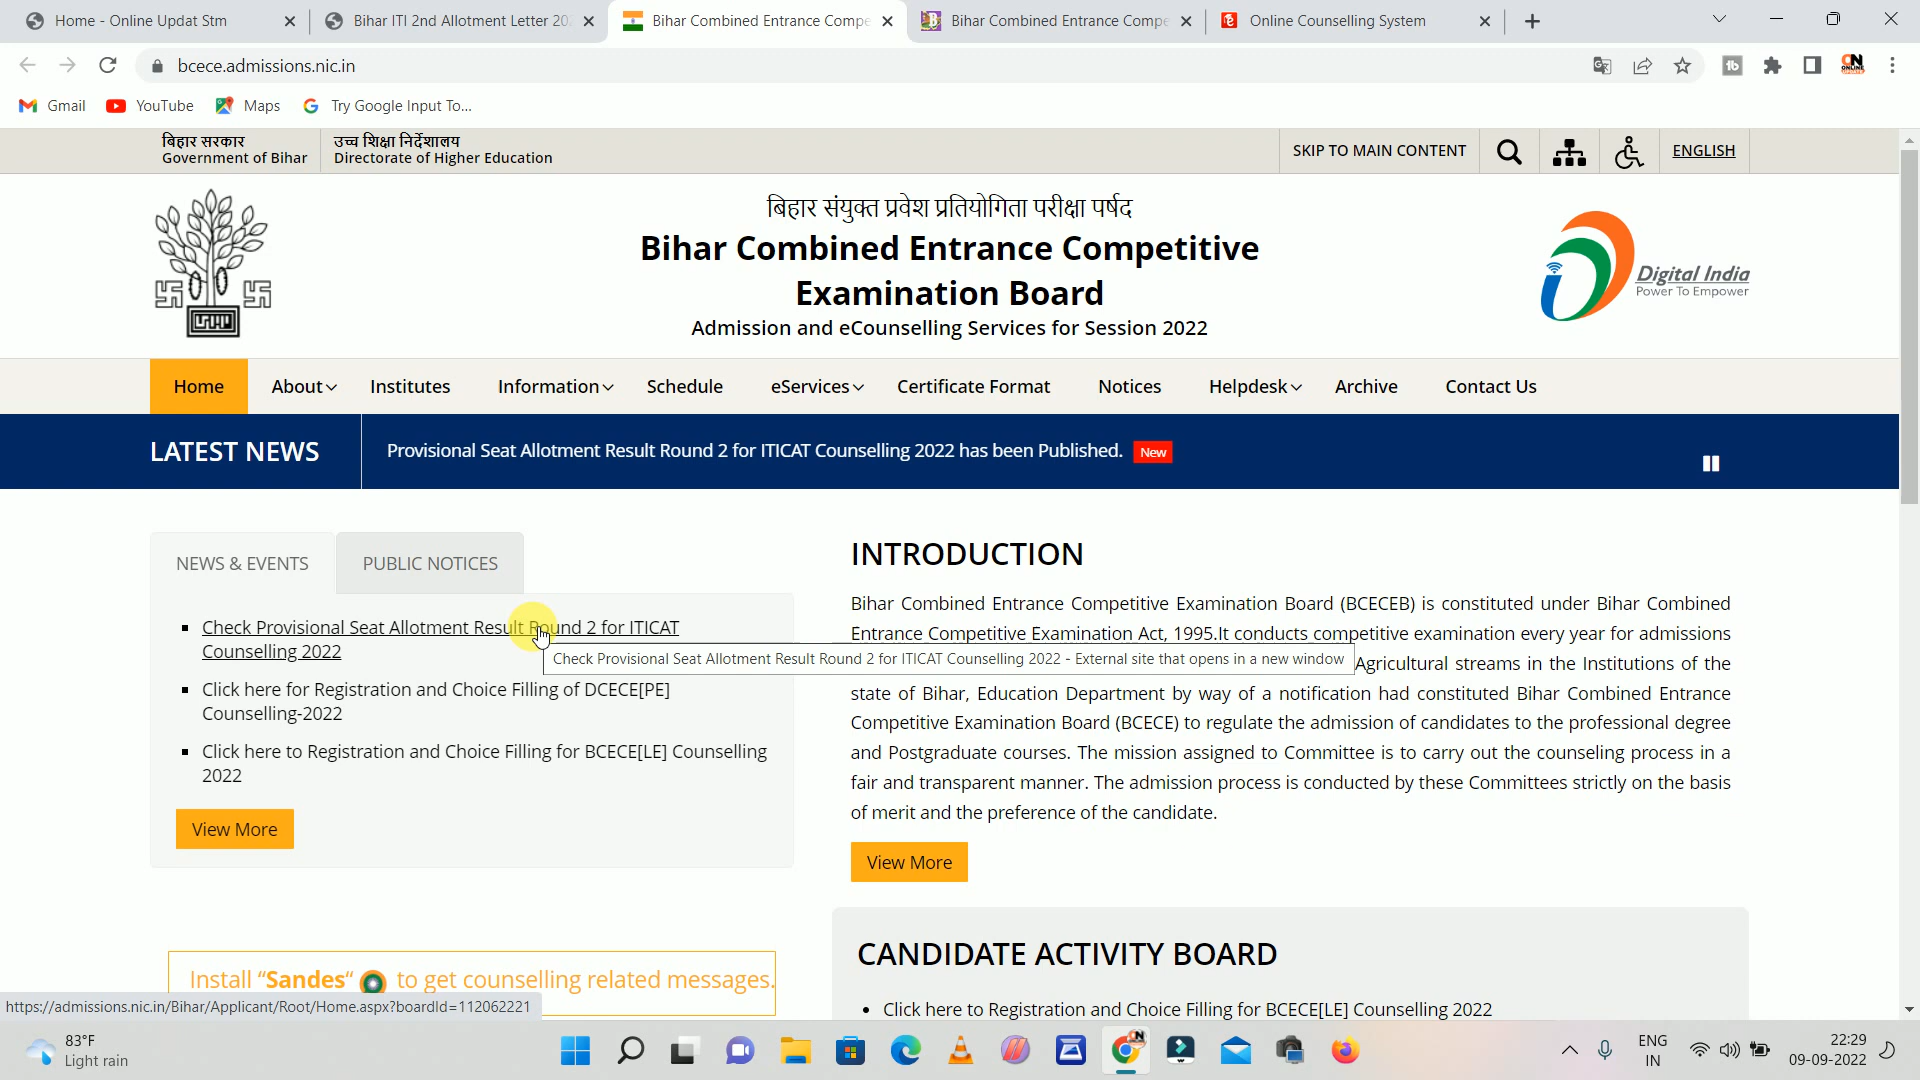 Home - Online Updat Stm
Bihar ITI 2nd Allotment Letter 202
Bihar Combined Entrance Compe
Bihar Combined Entrance Compe
Online Counselling System
bcece.admissions.nic.in
Gmail
YouTube
Maps
Try Google Input To...
बिहार सरकार
Government of Bihar
उच्च शिक्षा निर्देशालय
Directorate of Higher Education
SKIP TO MAIN CONTENT
ENGLISH
बिहार संयुक्त प्रवेश प्रतियोगिता परीक्षा पर्षद
Bihar Combined Entrance Competitive
Examination Board
Admission and eCounselling Services for Session 2022
Digital India
Power To Empower
Home
About
Institutes
Information
Schedule
eServices
Certificate Format
Notices
Helpdesk
Archive
Contact Us
LATEST NEWS
Provisional Seat Allotment Result Round 2 for ITICAT Counselling 2022 has been Published. New
NEWS & EVENTS
PUBLIC NOTICES
Check Provisional Seat Allotment Result Round 2 for ITICAT
Counselling 2022
Check Provisional Seat Allotment Result Round 2 for ITICAT Counselling 2022 - External site that opens in a new window
Click here for Registration and Choice Filling of DCECE[PE]
Counselling-2022
Click here to Registration and Choice Filling for BCECE[LE] Counselling
2022
View More
INTRODUCTION
Bihar Combined Entrance Competitive Examination Board (BCECEB) is constituted under Bihar Combined
Entrance Competitive Examination Act, 1995.It conducts competitive examination every year for admissions
Agricultural streams in the Institutions of the
state of Bihar, Education Department by way of a notification had constituted Bihar Combined Entrance
Competitive Examination Board (BCECE) to regulate the admission of candidates to the professional degree
and Postgraduate courses. The mission assigned to Committee is to carry out the counseling process in a
fair and transparent manner. The admission process is conducted by these Committees strictly on the basis
of merit and the preference of the candidate.
View More
Install “Sandes“ to get counselling related messages.
CANDIDATE ACTIVITY BOARD
Click here to Registration and Choice Filling for BCECE[LE] Counselling 2022
https://admissions.nic.in/Bihar/Applicant/Root/Home.aspx?boardId=112062221
83°F
Light rain
ENG
IN
22:29
09-09-2022